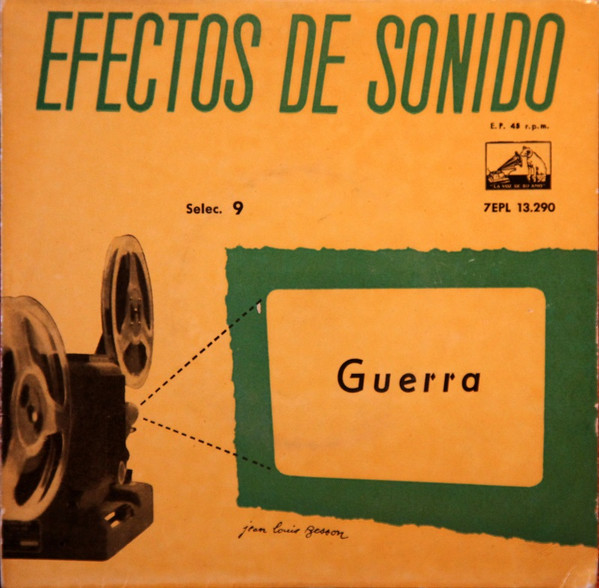 EFECTOS DE SONIDO
E.P. 45 r.p.m.
"LA VOZ DE SU AMO"
Selec. 9
7EPL 13.290
Guerra
jean louis Besson